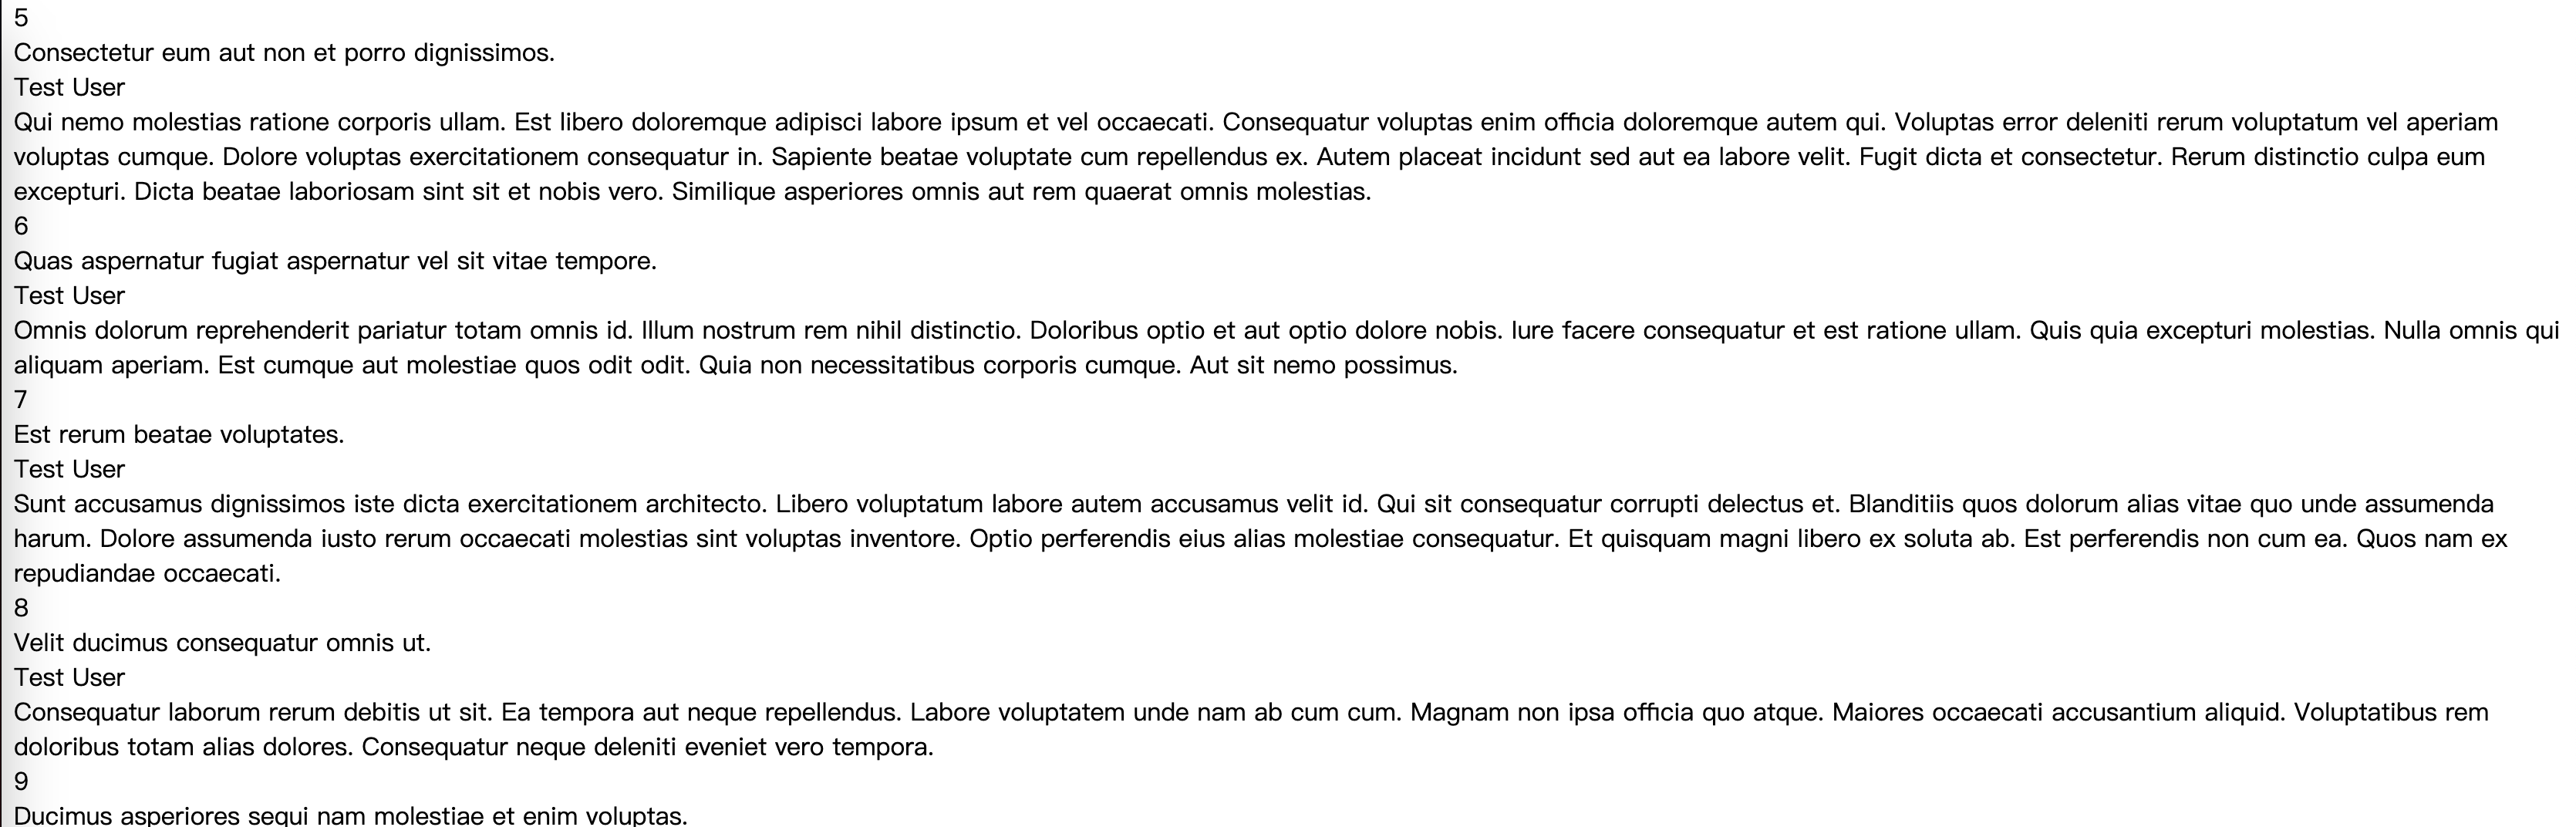 5
Consectetur eum aut non et porro dignissimos.
Test User
Qui nemo molestias ratione corporis ullam. Est libero doloremque adipisci labore ipsum et vel occaecati. Consequatur voluptas enim officia doloremque autem qui. Voluptas error deleniti rerum voluptatum vel aperiam
voluptas cumque. Dolore voluptas exercitationem consequatur in. Sapiente beatae voluptate cum repellendus ex. Autem placeat incidunt sed aut ea labore velit. Fugit dicta et consectetur. Rerum distinctio culpa eum
excepturi. Dicta beatae laboriosam sint sit et nobis vero. Similique asperiores omnis aut rem quaerat omnis molestias.
6
Quas aspernatur fugiat aspernatur vel sit vitae tempore.
Test User
Omnis dolorum reprehenderit pariatur totam omnis id. Illum nostrum rem nihil distinctio. Doloribus optio et aut optio dolore nobis. Iure facere consequatur et est ratione ullam. Quis quia excepturi molestias. Nulla omnis qui
aliquam aperiam. Est cumque aut molestiae quos odit odit. Quia non necessitatibus corporis cumque. Aut sit nemo possimus.
7
Est rerum beatae voluptates.
Test User
Sunt accusamus dignissimos iste dicta exercitationem architecto. Libero voluptatum labore autem accusamus velit id. Qui sit consequatur corrupti delectus et. Blanditiis quos dolorum alias vitae quo unde assumenda
harum. Dolore assumenda iusto rerum occaecati molestias sint voluptas inventore. Optio perferendis eius alias molestiae consequatur. Et quisquam magni libero ex soluta ab. Est perferendis non cum ea. Quos nam ex
repudiandae occaecati.
8
Velit ducimus consequatur omnis ut.
Test User
Consequatur laborum rerum debitis ut sit. Ea tempora aut neque repellendus. Labore voluptatem unde nam ab cum cum. Magnam non ipsa officia quo atque. Maiores occaecati accusantium aliquid. Voluptatibus rem
doloribus totam alias dolores. Consequatur neque deleniti eveniet vero tempora.
9
Ducimus asperiores sequi nam molestiae et enim voluptas.